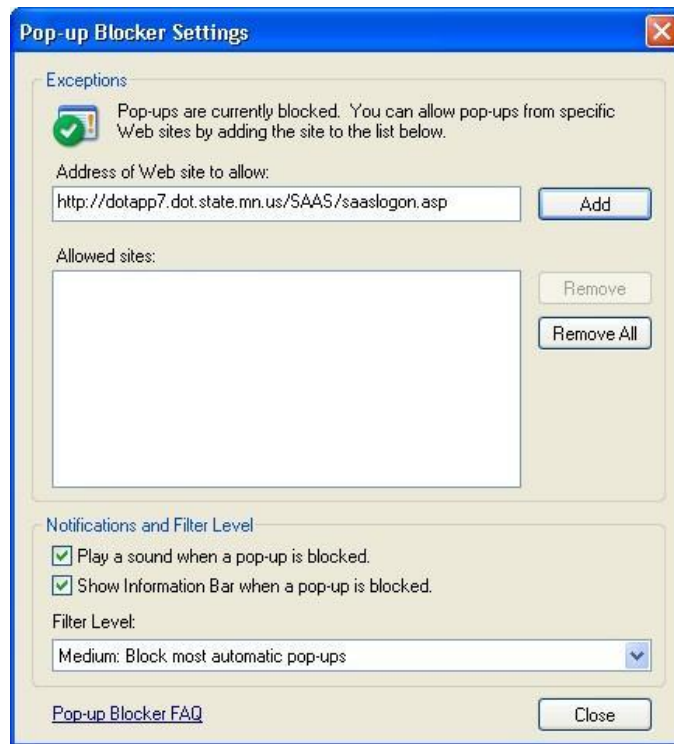 Pop-up Blocker Settings
Exceptions
Pop-ups are currently blocked. You can allow pop-ups from specific
Web sites by adding the site to the list below.
Address of Web site to allow:
http://dotapp7.dot.state.mn.us/SAAS/saaslogon.asp
Add
Allowed sites:
Remove
Remove All
Notifications and Filter Level
Play a sound when a pop-up is blocked.
Show Information Bar when a pop-up is blocked.
Filter Level:
Medium: Block most automatic pop-ups
Pop-up Blocker FAQ
Close